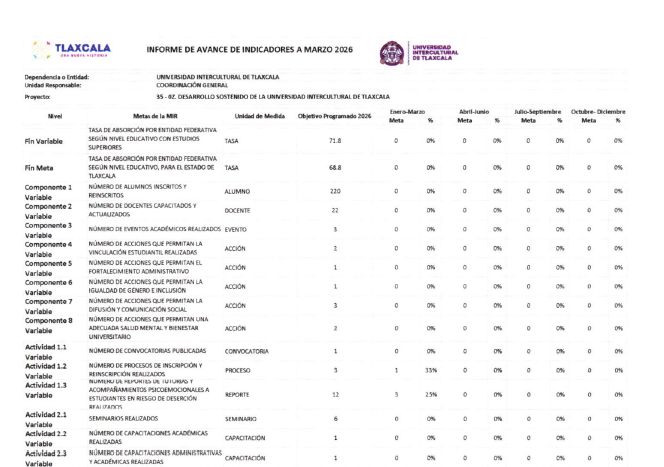 TLAXCALA
UNA NUEVA HISTORIA
INFORME DE AVANCE DE INDICADORES A MARZO 2026
UNIVERSIDAD
INTERCULTURAL
DE TLAXCALA
Dependencia o Entidad: UNIVERSIDAD INTERCULTURAL DE TLAXCALA
Unidad Responsable: COORDINACIÓN GENERAL
Proyecto: 35 - 02. DESARROLLO SOSTENIDO DE LA UNIVERSIDAD INTERCULTURAL DE TLAXCALA
Enero-Marzo Abril-Junio Julio-Septiembre Octubre- Diciembre
Nivel Metas de la MIR Unidad de Medida Objetivo Programado 2026 Meta % Meta % Meta % Meta %
TASA DE ABSORCIÓN POR ENTIDAD FEDERATIVA
Fin Variable SEGÚN NIVEL EDUCATIVO CON ESTUDIOS TASA 71.8 0 0% 0 0% 0 0% 0 0%
SUPERIORES
TASA DE ABSORCIÓN POR ENTIDAD FEDERATIVA
Fin Meta SEGÚN NIVEL EDUCATIVO, PARA EL ESTADO DE TASA 68.8 0 0% 0 0% 0 0% 0 0%
TLAXCALA
Componente 1 NÚMERO DE ALUMNOS INSCRITOS Y ALUMNO 220 0 0% 0 0% 0 0% 0 0%
Variable REINSCRITOS
Componente 2 NÚMERO DE DOCENTES CAPACITADOS Y DOCENTE 22 0 0% 0 0% 0 0% 0 0%
Variable ACTUALIZADOS
Componente 3 NÚMERO DE EVENTOS ACADÉMICOS REALIZADOS EVENTO 3 0 0% 0 0% 0 0% 0 0%
Variable
Componente 4 NÚMERO DE ACCIONES QUE PERMITAN LA ACCIÓN 2 0 0% 0 0% 0 0% 0 0%
Variable VINCULACIÓN ESTUDIANTIL REALIZADAS
Componente 5 NÚMERO DE ACCIONES QUE PERMITAN EL ACCIÓN 1 0 0% 0 0% 0 0% 0 0%
Variable FORTALECIMIENTO ADMINISTRATIVO
Componente 6 NÚMERO DE ACCIONES QUE PERMITAN LA ACCIÓN 1 0 0% 0 0% 0 0% 0 0%
Variable IGUALDAD DE GÉNERO E INCLUSIÓN
Componente 7 NÚMERO DE ACCIONES QUE PERMITAN LA ACCIÓN 3 0 0% 0 0% 0 0% 0 0%
Variable DIFUSIÓN Y COMUNICACIÓN SOCIAL
Componente 8 NÚMERO DE ACCIONES QUE PERMITAN UNA
Variable ADECUADA SALUD MENTAL Y BIENESTAR ACCIÓN 2 0 0% 0 0% 0 0% 0 0%
UNIVERSITARIO
Actividad 1.1 NÚMERO DE CONVOCATORIAS PUBLICADAS CONVOCATORIA 1 0 0% 0 0% 0 0% 0 0%
Variable
Actividad 1.2 NÚMERO DE PROCESOS DE INSCRIPCIÓN Y PROCESO 3 1 33% 0 0% 0 0% 0 0%
Variable REINSCRIPCIÓN REALIZADOS
Actividad 1.3 NÚMERO DE REPORTES DE TUTORÍAS Y
Variable ACOMPAÑAMIENTOS PSICOEMOCIONALES A REPORTE 12 3 25% 0 0% 0 0% 0 0%
ESTUDIANTES EN RIESGO DE DESERCIÓN
REALIZADOS
Actividad 2.1 SEMINARIOS REALIZADOS SEMINARIO 6 0 0% 0 0% 0 0% 0 0%
Variable
Actividad 2.2 NÚMERO DE CAPACITACIONES ACADÉMICAS CAPACITACIÓN 1 0 0% 0 0% 0 0% 0 0%
Variable REALIZADAS
Actividad 2.3 NÚMERO DE CAPACITACIONES ADMINISTRATIVAS CAPACITACIÓN 1 0 0% 0 0% 0 0% 0 0%
Variable Y ACADÉMICAS REALIZADAS